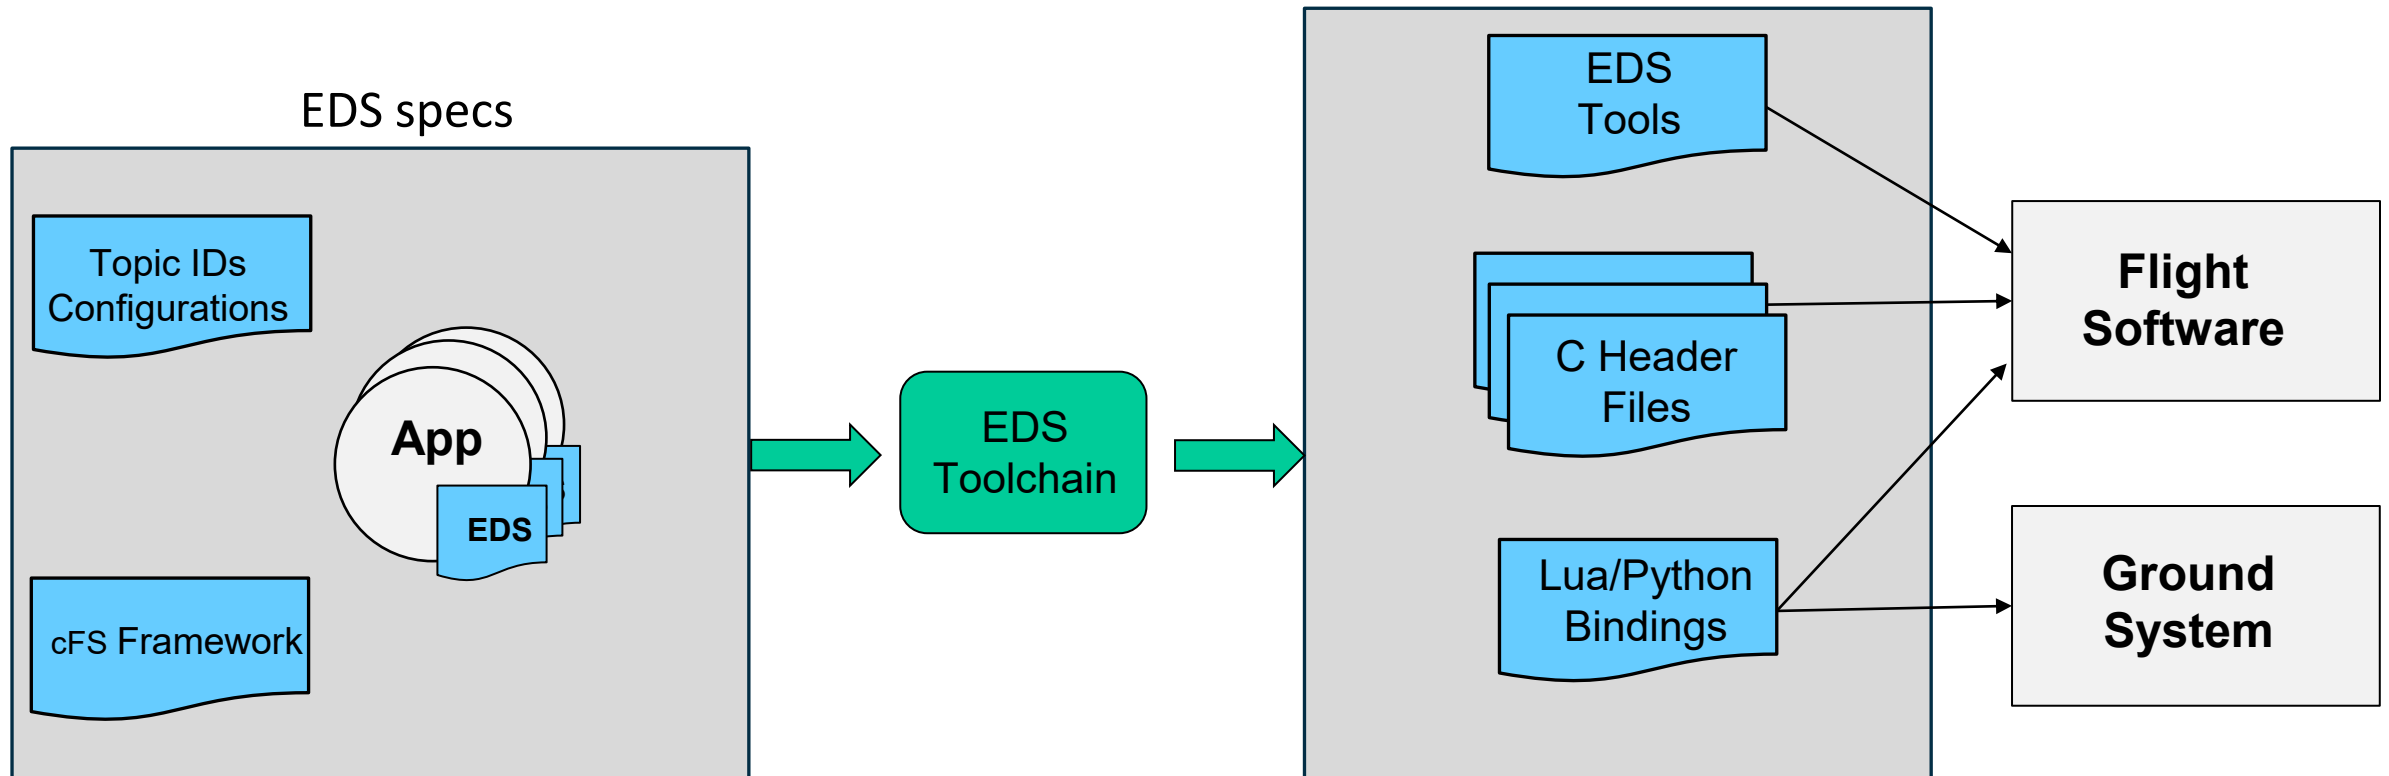 EDS specs
Topic IDs
Configurations
App
EDS
cFS Framework
EDS
Toolchain
EDS
Tools
C Header
Files
Lua/Python
Bindings
Flight
Software
Ground
System